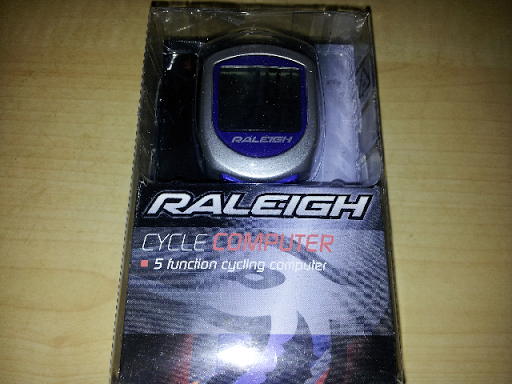 RALEIGH
RALEIGH
CYCLE COMPUTER
5 function cycling computer